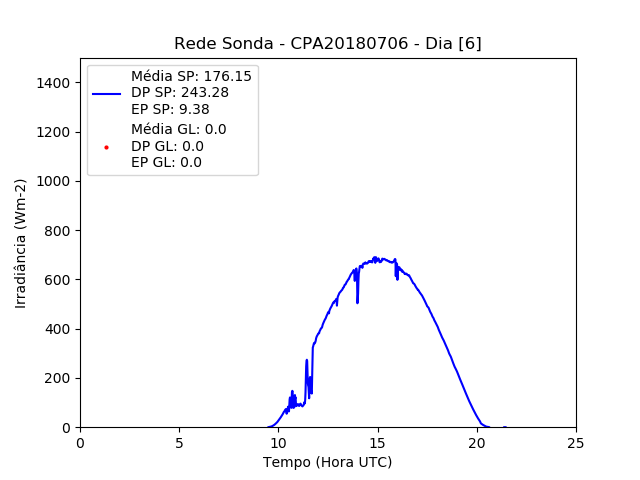 Rede Sonda - CPA20180706 - Dia [6]
Média SP: 176.15
DP SP: 243.28
EP SP: 9.38
Média GL: 0.0
DP GL: 0.0
EP GL: 0.0
Irradiância (Wm-2)
1400
1200
1000
800
600
400
200
0
0 5 10 15 20 25
Tempo (Hora UTC)